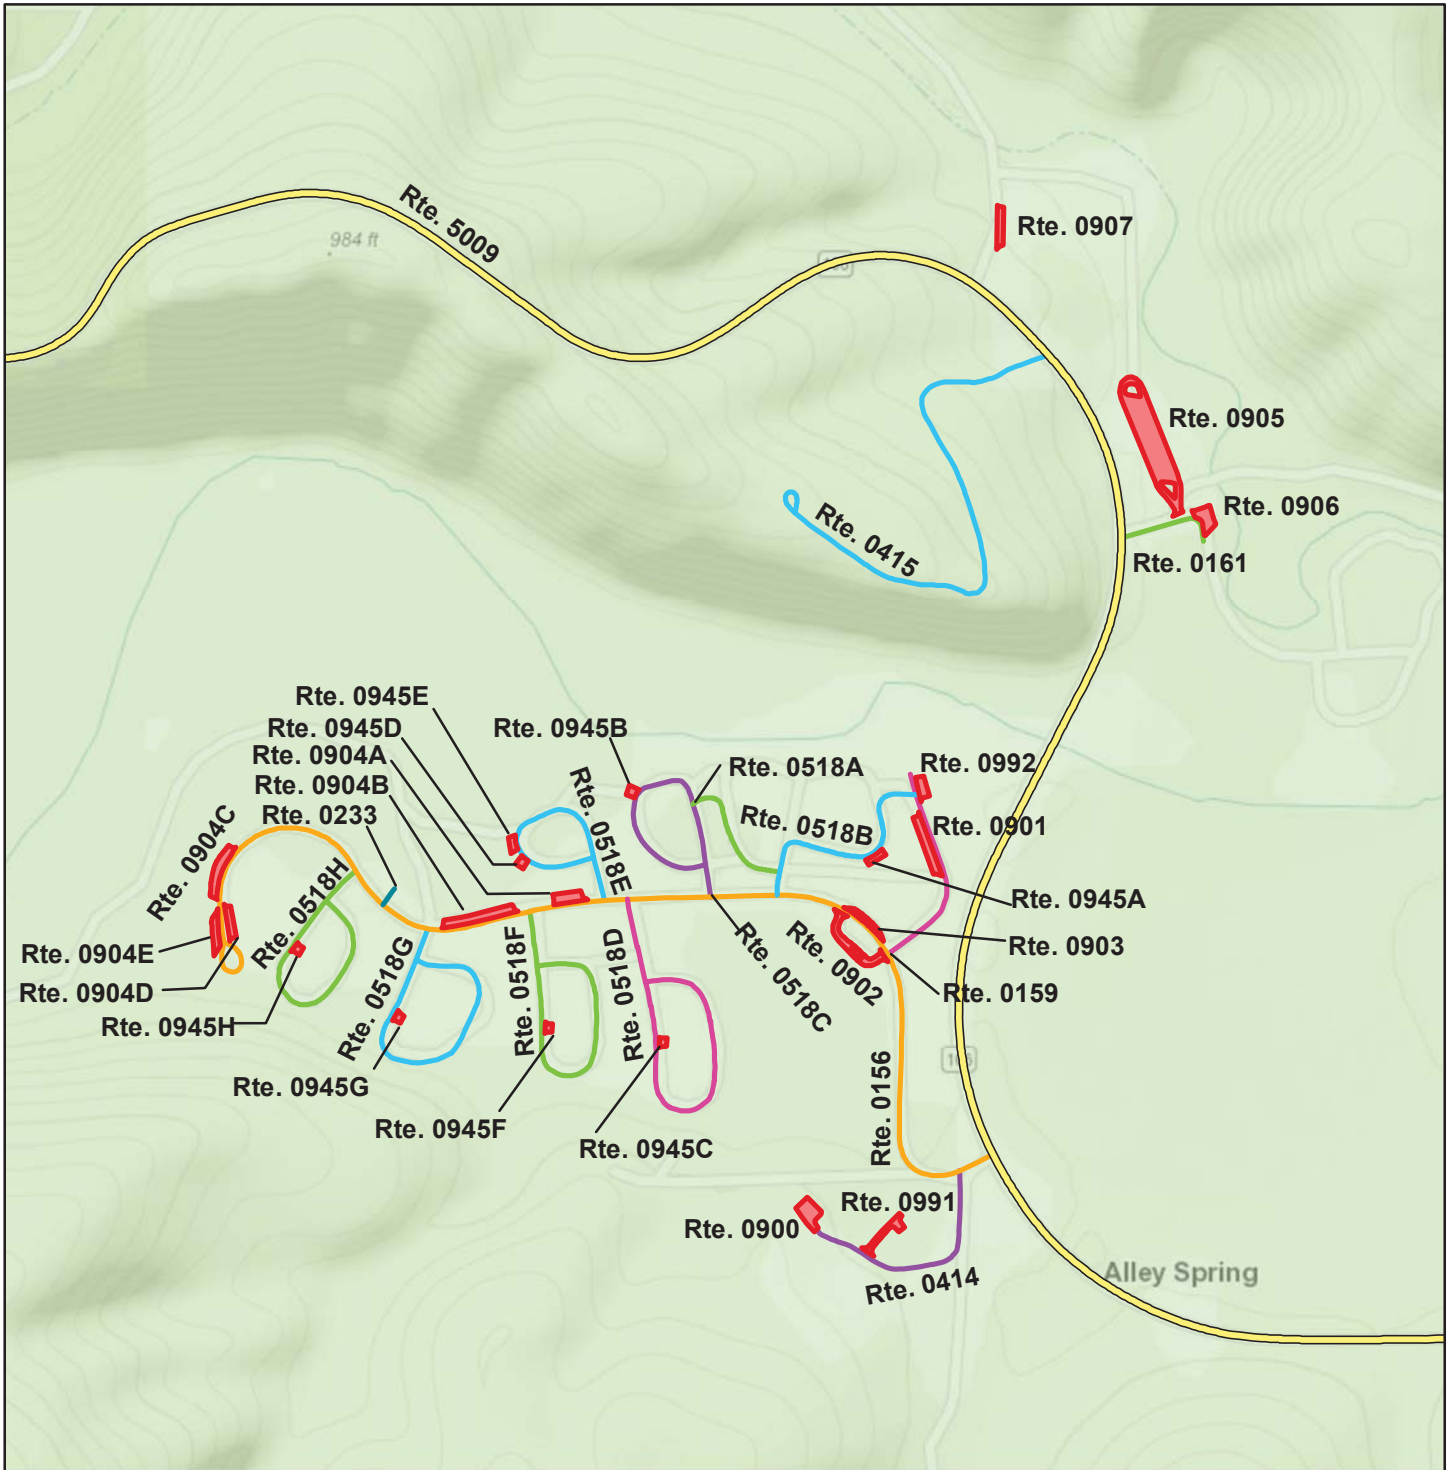 Rte. 5009
984 ft
Rte. 0907
Rte. 0905
Rte. 0906
Rte. 0161
Rte. 0415
Rte. 0945E
Rte. 0945D
Rte. 0945B
Rte. 0904A
Rte. 0904B
Rte. 0233
Rte. 0518A
Rte. 0992
Rte. 0904C
Rte. 0518H
Rte. 0518E
Rte. 0518B
Rte. 0901
Rte. 0945A
Rte. 0904E
Rte. 0904D
Rte. 0945H
Rte. 0518G
Rte. 0518F
Rte. 0518D
Rte. 0518C
Rte. 0902
Rte. 0903
Rte. 0159
Rte. 0945G
Rte. 0945F
Rte. 0945C
Rte. 0156
106
Rte. 0900
Rte. 0991
Rte. 0414
Alley Spring